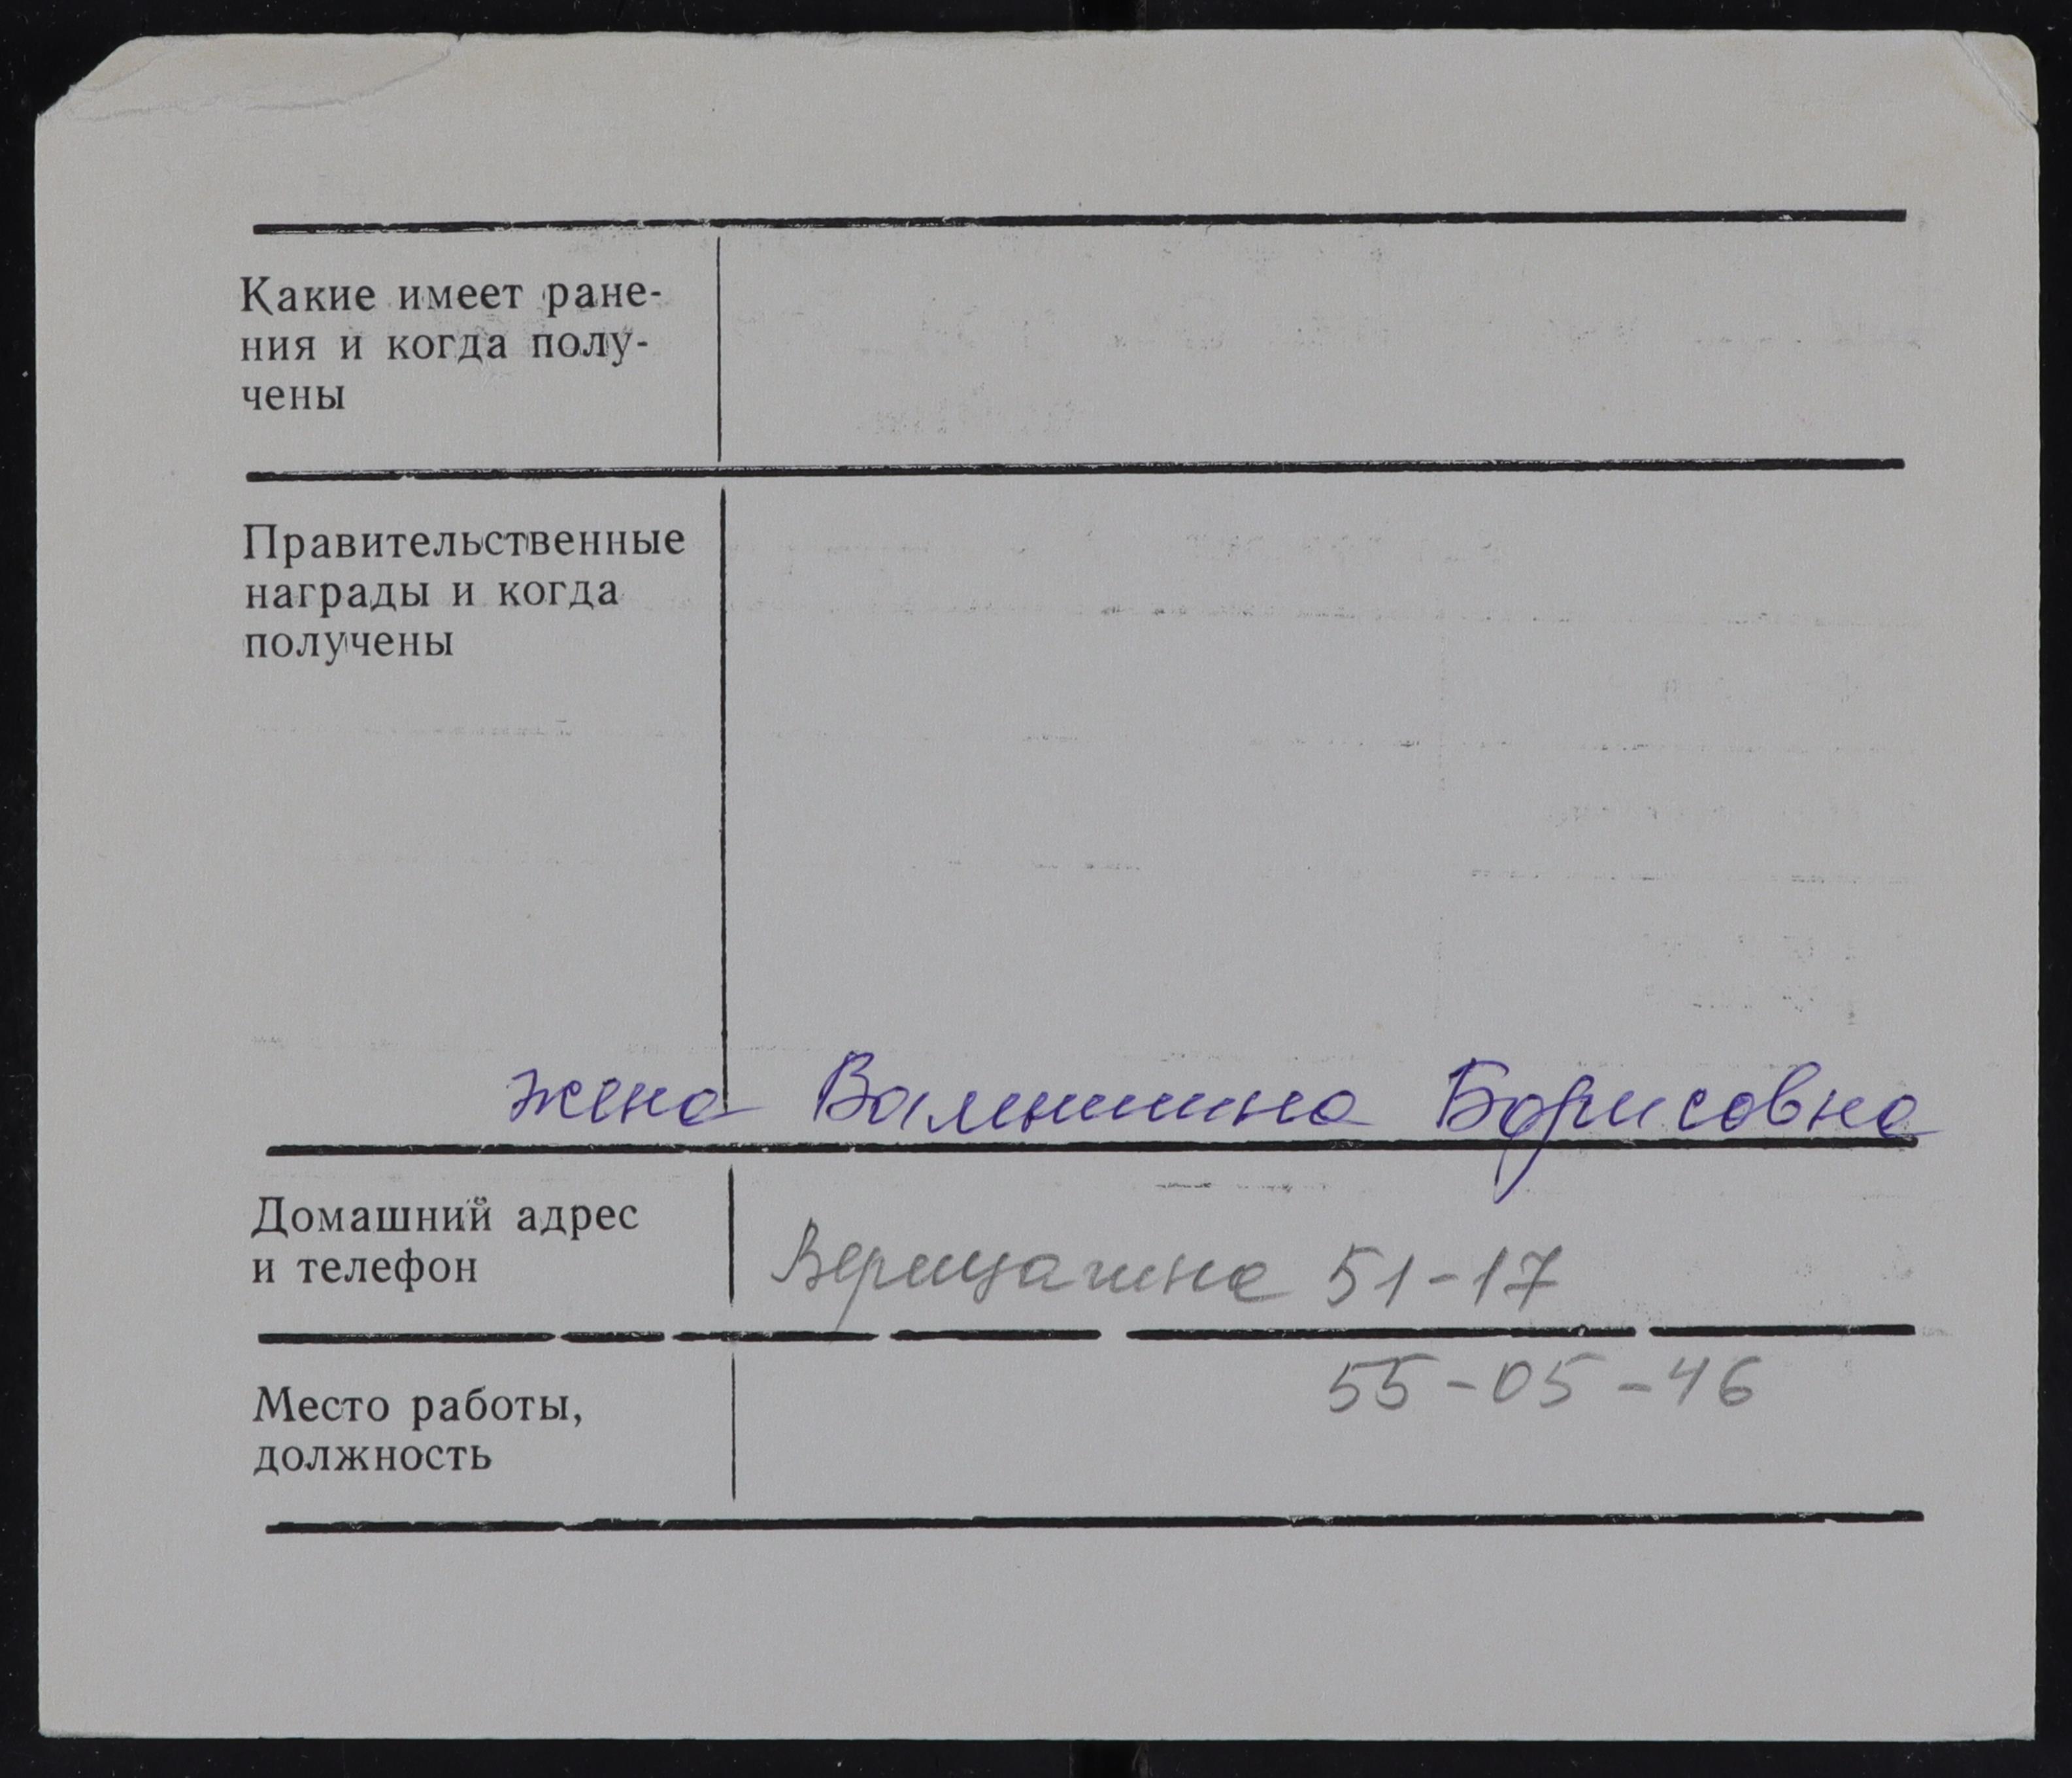 Какие имеет ране-
ния и когда полу-
чены
Правительственные
награды и когда
получены
жена Валентина Борисовна
Домашний адрес
и телефон
Верещагина 51-17
55-05-46
Место работы,
должность